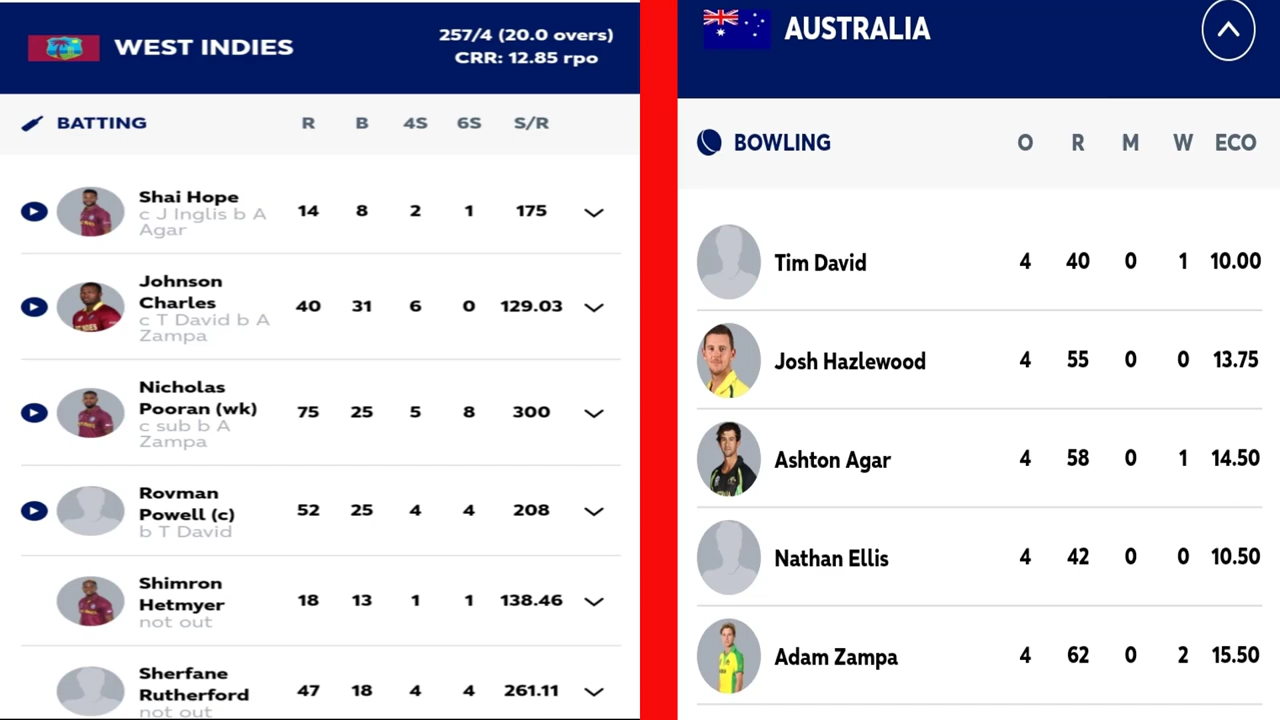 WEST INDIES
257/4 (20.0 overs)
CRR: 12.85 rpo
BATTING R B 4S 6S S/R
Shai Hope
c J Inglis b A
Agar
14 8 2 1 175
Johnson
Charles
c T David b A
Zampa
40 31 6 0 129.03
Nicholas
Pooran (wk)
c sub b A
Zampa
75 25 5 8 300
Rovman
Powell (c)
b T David
52 25 4 4 208
Shimron
Hetmyer
not out
18 13 1 1 138.46
Sherfane
Rutherford
not out
47 18 4 4 261.11
AUSTRALIA
BOWLING O R M W ECO
Tim David 4 40 0 1 10.00
Josh Hazlewood 4 55 0 0 13.75
Ashton Agar 4 58 0 1 14.50
Nathan Ellis 4 42 0 0 10.50
Adam Zampa 4 62 0 2 15.50